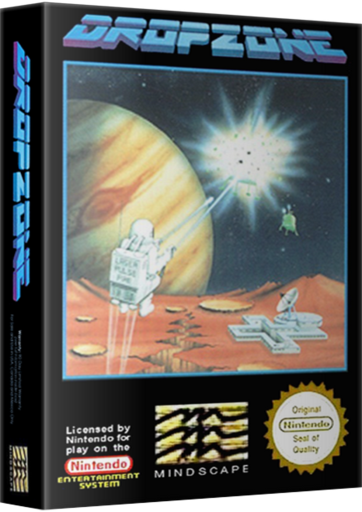 DROPZONE
DROPZONE
LASER
PULSE
Licensed by
Nintendo for
play on the
Nintendo
ENTERTAINMENT
SYSTEM
MINDSCAPE
Original
Nintendo
Seal of
Quality